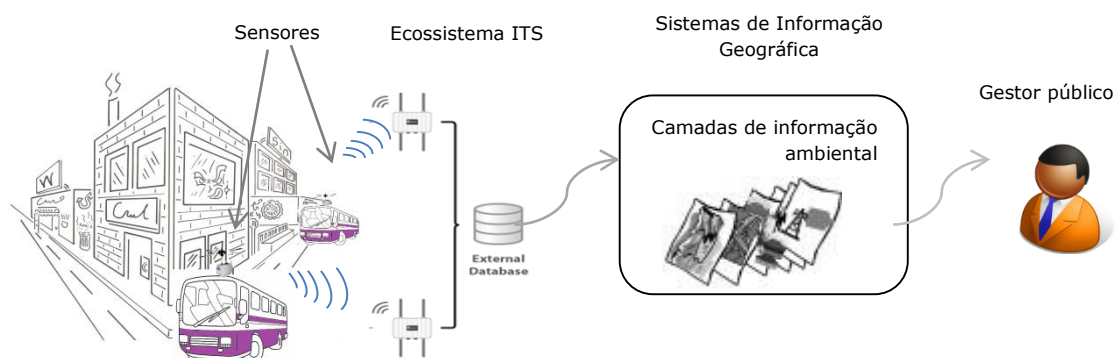 Sensores
Ecossistema ITS
Sistemas de Informação
Geográfica
Gestor público
Camadas de informação
ambiental
External
Database